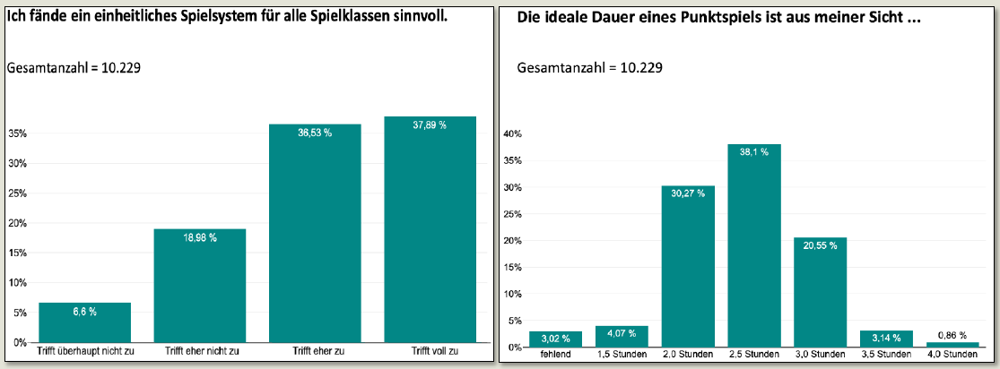 Ich fände ein einheitliches Spielsystem für alle Spielklassen sinnvoll.
Gesamtanzahl = 10.229
35%
30%
25%
20%
15%
10%
5%
0%
6,6 %
18,98 %
36,53 %
37,89 %
Trifft überhaupt nicht zu
Trifft eher nicht zu
Trifft eher zu
Trifft voll zu
Die ideale Dauer eines Punktspiels ist aus meiner Sicht ...
Gesamtanzahl = 10.229
40%
35%
30%
25%
20%
15%
10%
5%
0%
3,02 %
4,07 %
30,27 %
38,1 %
20,55 %
3,14 %
0,86 %
fehlend
1,5 Stunden
2,0 Stunden
2,5 Stunden
3,0 Stunden
3,5 Stunden
4,0 Stunden